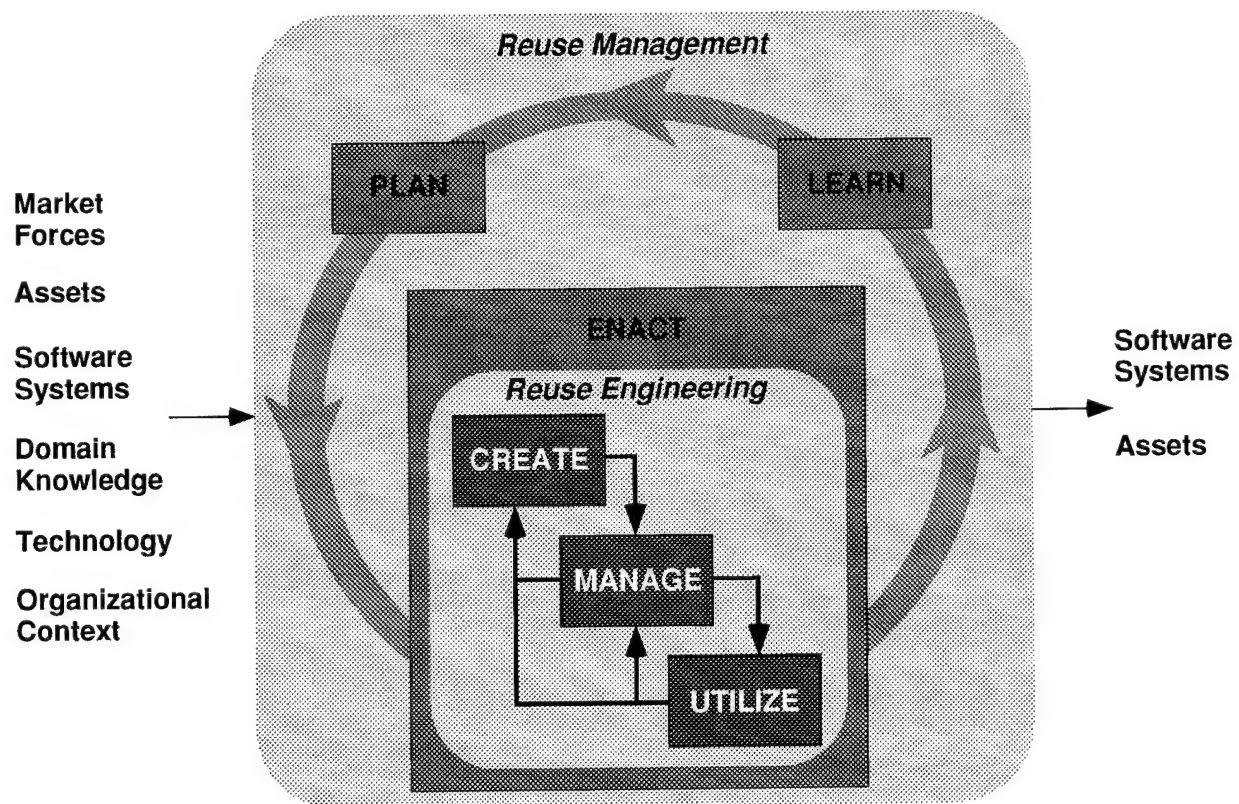 Reuse Management
PLAN
LEARN
Market
Forces
Assets
Software
Systems
Domain
Knowledge
Technology
Organizational
Context
ENACT
Reuse Engineering
CREATE
MANAGE
UTILIZE
Software
Systems
Assets